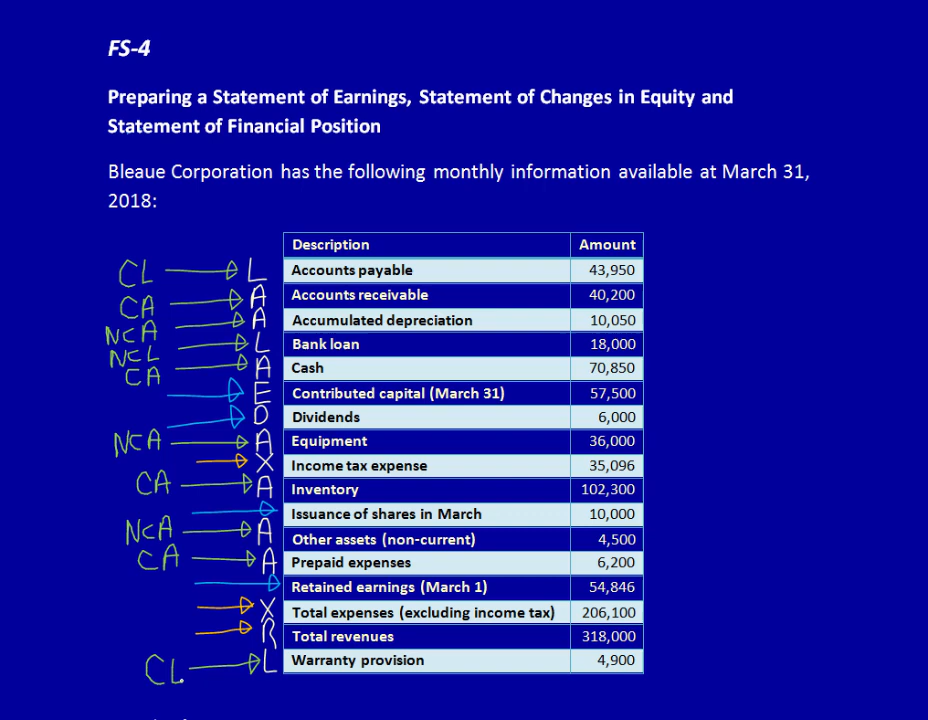 FS-4
Preparing a Statement of Earnings, Statement of Changes in Equity and
Statement of Financial Position
Bleaue Corporation has the following monthly information available at March 31,
2018:
Description Amount
CL L Accounts payable 43,950
CA A Accounts receivable 40,200
NCA A Accumulated depreciation 10,050
NCL L Bank loan 18,000
CA A Cash 70,850
E Contributed capital (March 31) 57,500
D Dividends 6,000
NCA A Equipment 36,000
X Income tax expense 35,096
CA A Inventory 102,300
Issuance of shares in March 10,000
NCA A Other assets (non-current) 4,500
CA A Prepaid expenses 6,200
Retained earnings (March 1) 54,846
X Total expenses (excluding income tax) 206,100
R Total revenues 318,000
CL L Warranty provision 4,900